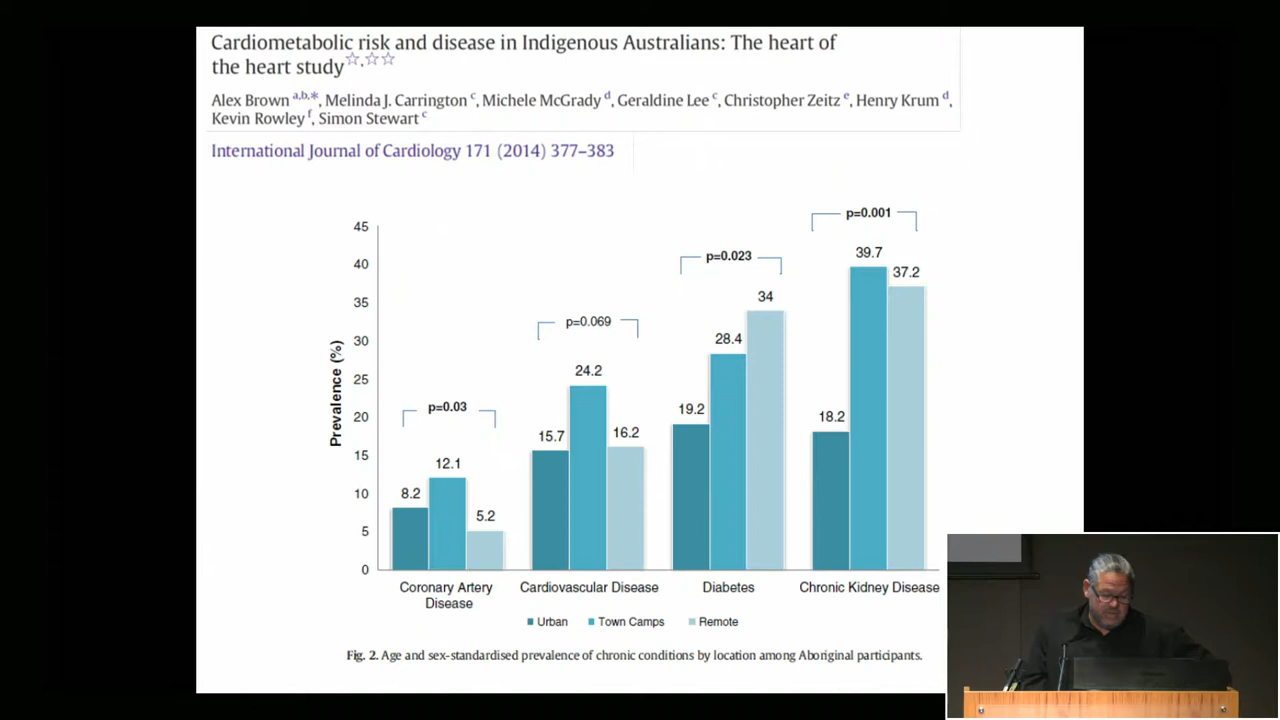 Cardiometabolic risk and disease in Indigenous Australians: The heart of
the heart study☆,☆☆
Alex Brown a,b,*, Melinda J. Carrington c, Michele McGrady d, Geraldine Lee c, Christopher Zeitz e, Henry Krum d,
Kevin Rowley f, Simon Stewart c
International Journal of Cardiology 171 (2014) 377–383
p=0.001
45
39.7
40
p=0.023
37.2
35
34
p=0.069
30
28.4
25
24.2
p=0.03
20
19.2
18.2
Prevalence (%)
15.7
16.2
15
12.1
10
8.2
5.2
5
0
Coronary Artery
Disease
Cardiovascular Disease
Diabetes
Chronic Kidney Disease
Urban
Town Camps
Remote
Fig. 2. Age and sex-standardised prevalence of chronic conditions by location among Aboriginal participants.